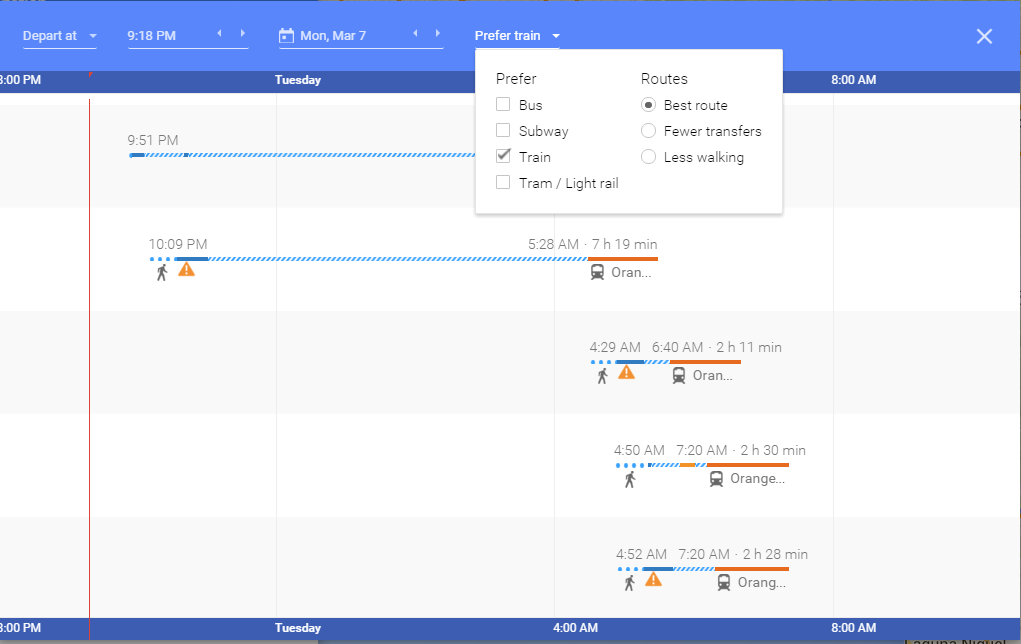 Depart at
9:18 PM
Mon, Mar 7
Prefer train
:00 PM
Tuesday
8:00 AM
Prefer
Routes
Bus
Best route
Subway
Fewer transfers
Train
Less walking
Tram / Light rail
9:51 PM
10:09 PM
5:28 AM · 7 h 19 min
Oran...
4:29 AM
6:40 AM · 2 h 11 min
Oran...
4:50 AM
7:20 AM · 2 h 30 min
Orange...
4:52 AM
7:20 AM · 2 h 28 min
Orang...
:00 PM
Tuesday
4:00 AM
8:00 AM